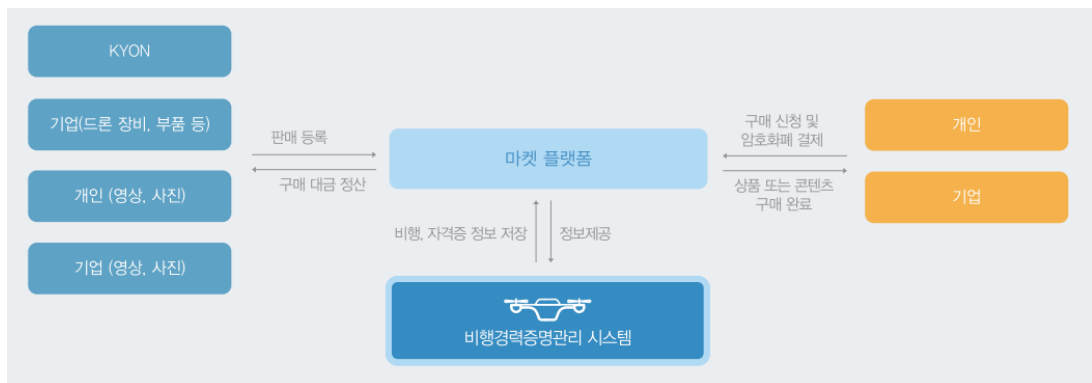 KYON
기업(드론 장비, 부품 등)
개인 (영상, 사진)
기업 (영상, 사진)
판매 등록
구매 대금 정산
마켓 플랫폼
비행, 자격증 정보 저장
정보제공
비행경력증명관리 시스템
구매 신청 및
암호화폐 결제
상품 또는 콘텐츠
구매 완료
개인
기업